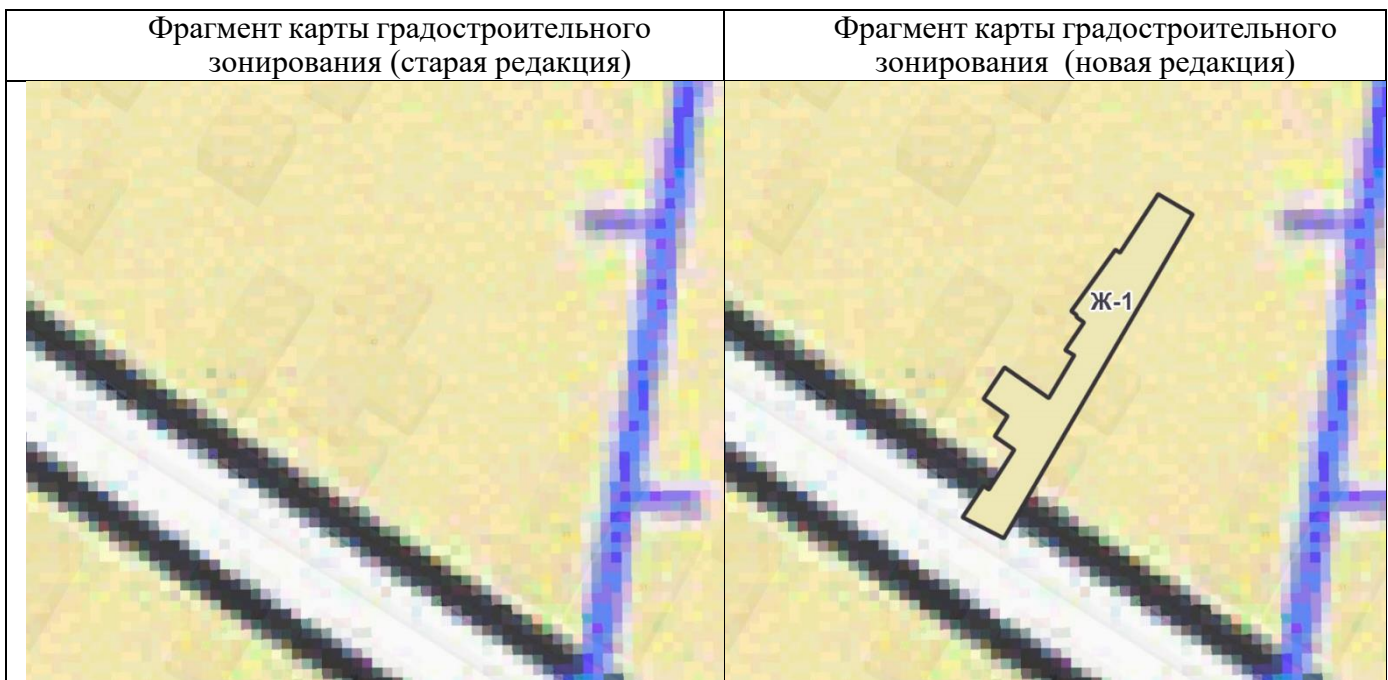 Фрагмент карты градостроительного
зонирования (старая редакция)
Фрагмент карты градостроительного
зонирования (новая редакция)
Ж-1